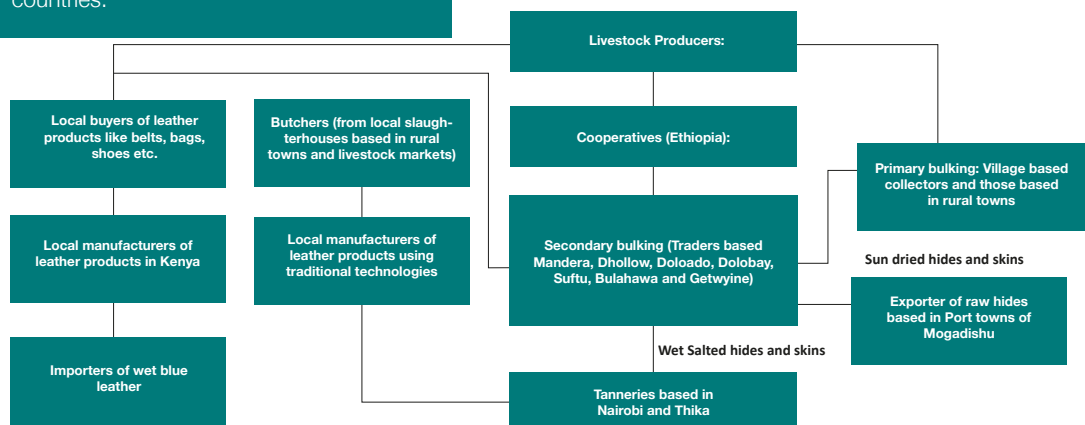 countries.
Livestock Producers:
Local buyers of leather
products like belts, bags,
shoes etc.
Butchers (from local slaugh-
terhouses based in rural
towns and livestock markets)
Cooperatives (Ethiopia):
Primary bulking: Village based
collectors and those based
in rural towns
Local manufacturers of
leather products in Kenya
Local manufacturers of
leather products using
traditional technologies
Secondary bulking (Traders based
Mandera, Dhollow, Doloado, Dolobay,
Suftu, Bulahawa and Getwyine)
Sun dried hides and skins
Exporter of raw hides
based in Port towns of
Mogadishu
Importers of wet blue
leather
Wet Salted hides and skins
Tanneries based in
Nairobi and Thika